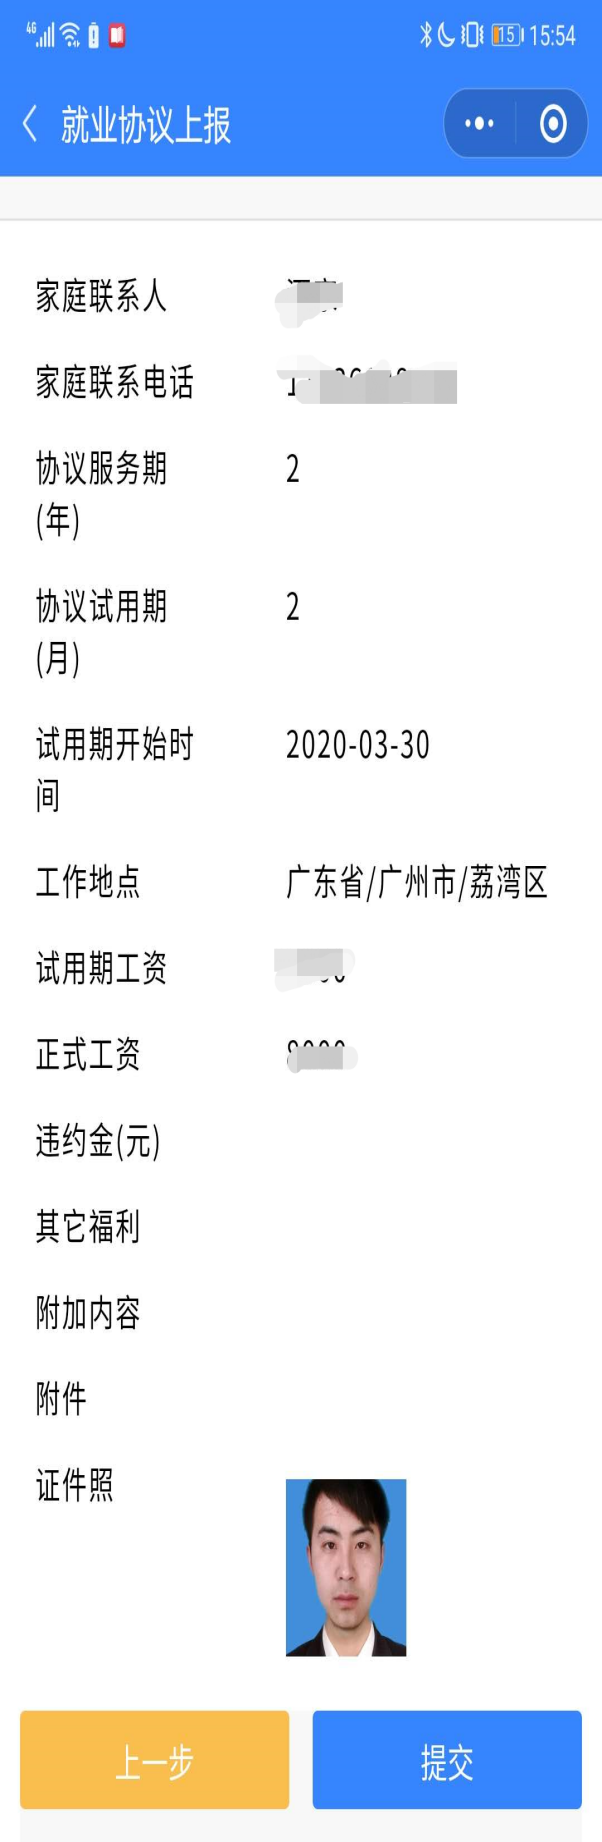 4G 15 15:54
就业协议上报
家庭联系人
家庭联系电话
协议服务期 2
(年)
协议试用期 2
(月)
试用期开始时 2020-03-30
间
工作地点 广东省/广州市/荔湾区
试用期工资
正式工资
违约金(元)
其它福利
附加内容
附件
证件照
上一步 提交